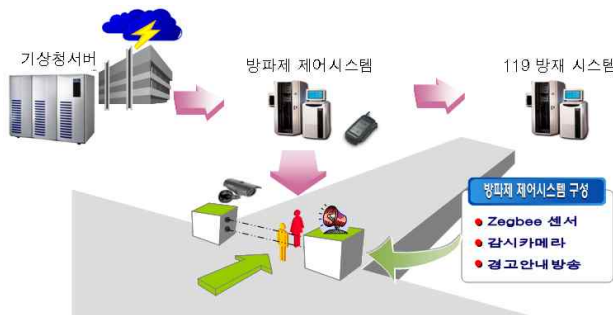 기상청서버
방파제 제어시스템
119 방재 시스템
방파제 제어시스템 구성
Zegbee 센서
감시카메라
경고안내방송